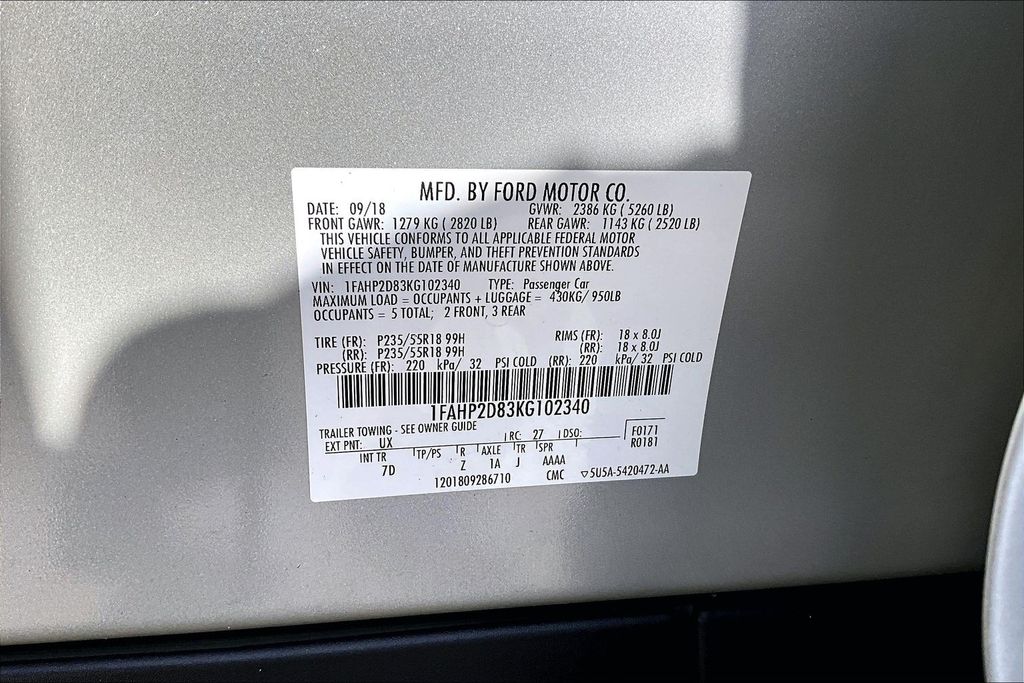 MFD. BY FORD MOTOR CO.
DATE: 09/18 GVWR: 2386 KG ( 5260 LB)
FRONT GAWR: 1279 KG ( 2820 LB) REAR GAWR: 1143 KG ( 2520 LB)
THIS VEHICLE CONFORMS TO ALL APPLICABLE FEDERAL MOTOR
VEHICLE SAFETY, BUMPER, AND THEFT PREVENTION STANDARDS
IN EFFECT ON THE DATE OF MANUFACTURE SHOWN ABOVE.
VIN: 1FAHP2D83KG102340 TYPE: Passenger Car
MAXIMUM LOAD = OCCUPANTS + LUGGAGE = 430KG/ 950LB
OCCUPANTS = 5 TOTAL; 2 FRONT, 3 REAR
TIRE (FR): P235/55R18 99H RIMS (FR): 18 x 8.0J
(RR): P235/55R18 99H (RR): 18 x 8.0J
PRESSURE (FR): 220 kPa/ 32 PSI COLD (RR): 220 kPa/ 32 PSI COLD
1FAHP2D83KG102340
TRAILER TOWING - SEE OWNER GUIDE F0171
EXT PNT: UX RC: 27 DSO: R0181
INT TR TP/PS R AXLE TR SPR
7D Z 1A J AAAA
1201809286710 CMC ▽5U5A-5420472-AA